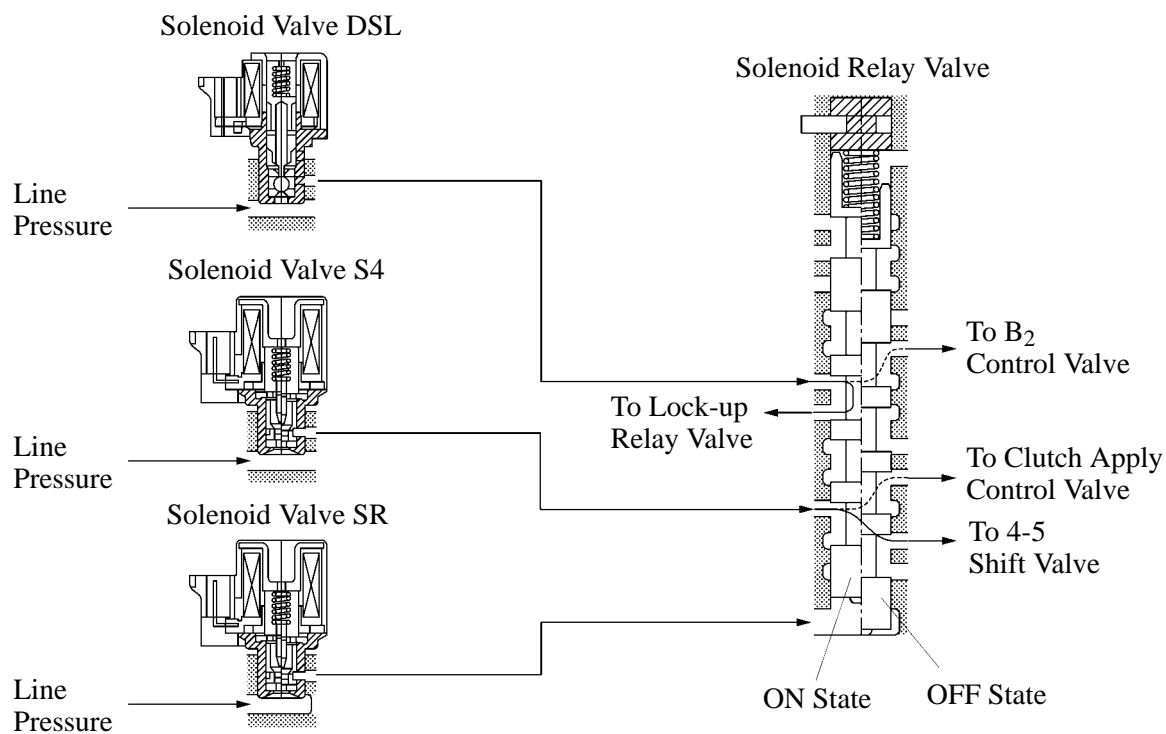 Solenoid Valve DSL
Solenoid Relay Valve
Line
Pressure
Solenoid Valve S4
To B2
Control Valve
To Lock-up
Relay Valve
Line
Pressure
To Clutch Apply
Control Valve
Solenoid Valve SR
To 4-5
Shift Valve
Line
Pressure
ON State
OFF State